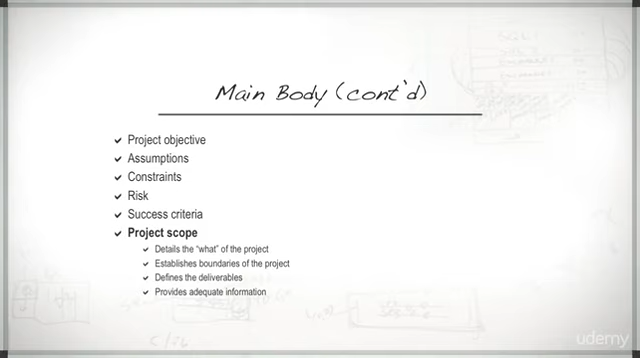 Main Body (cont'd)
Project objective
Assumptions
Constraints
Risk
Success criteria
Project scope
Details the "what" of the project
Establishes boundaries of the project
Defines the deliverables
Provides adequate information
udemy